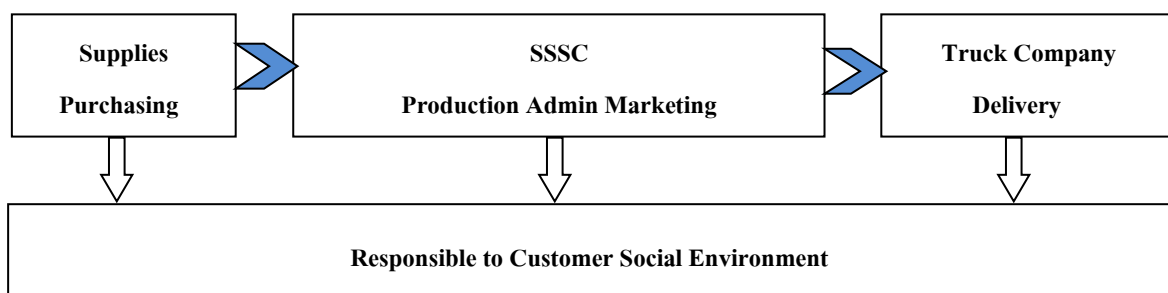 Supplies
Purchasing
SSSC
Production Admin Marketing
Truck Company
Delivery
Responsible to Customer Social Environment